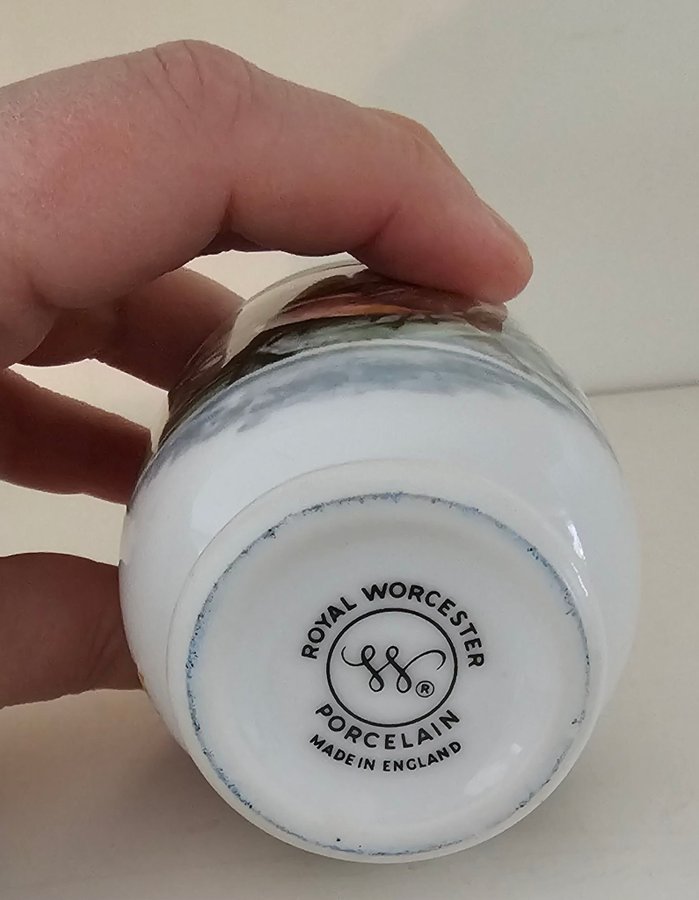 ROYAL WORCESTER
W®
PORCELAIN
MADE IN ENGLAND